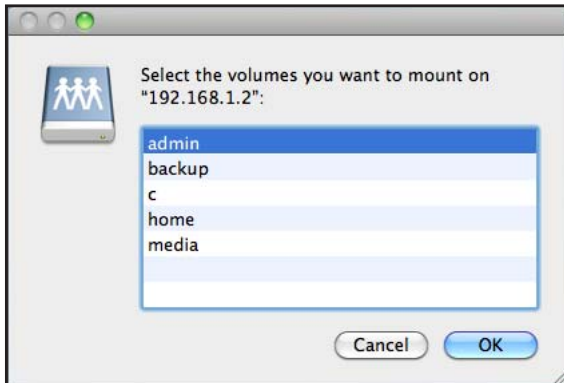 Select the volumes you want to mount on
"192.168.1.2":
admin
backup
c
home
media
Cancel
OK